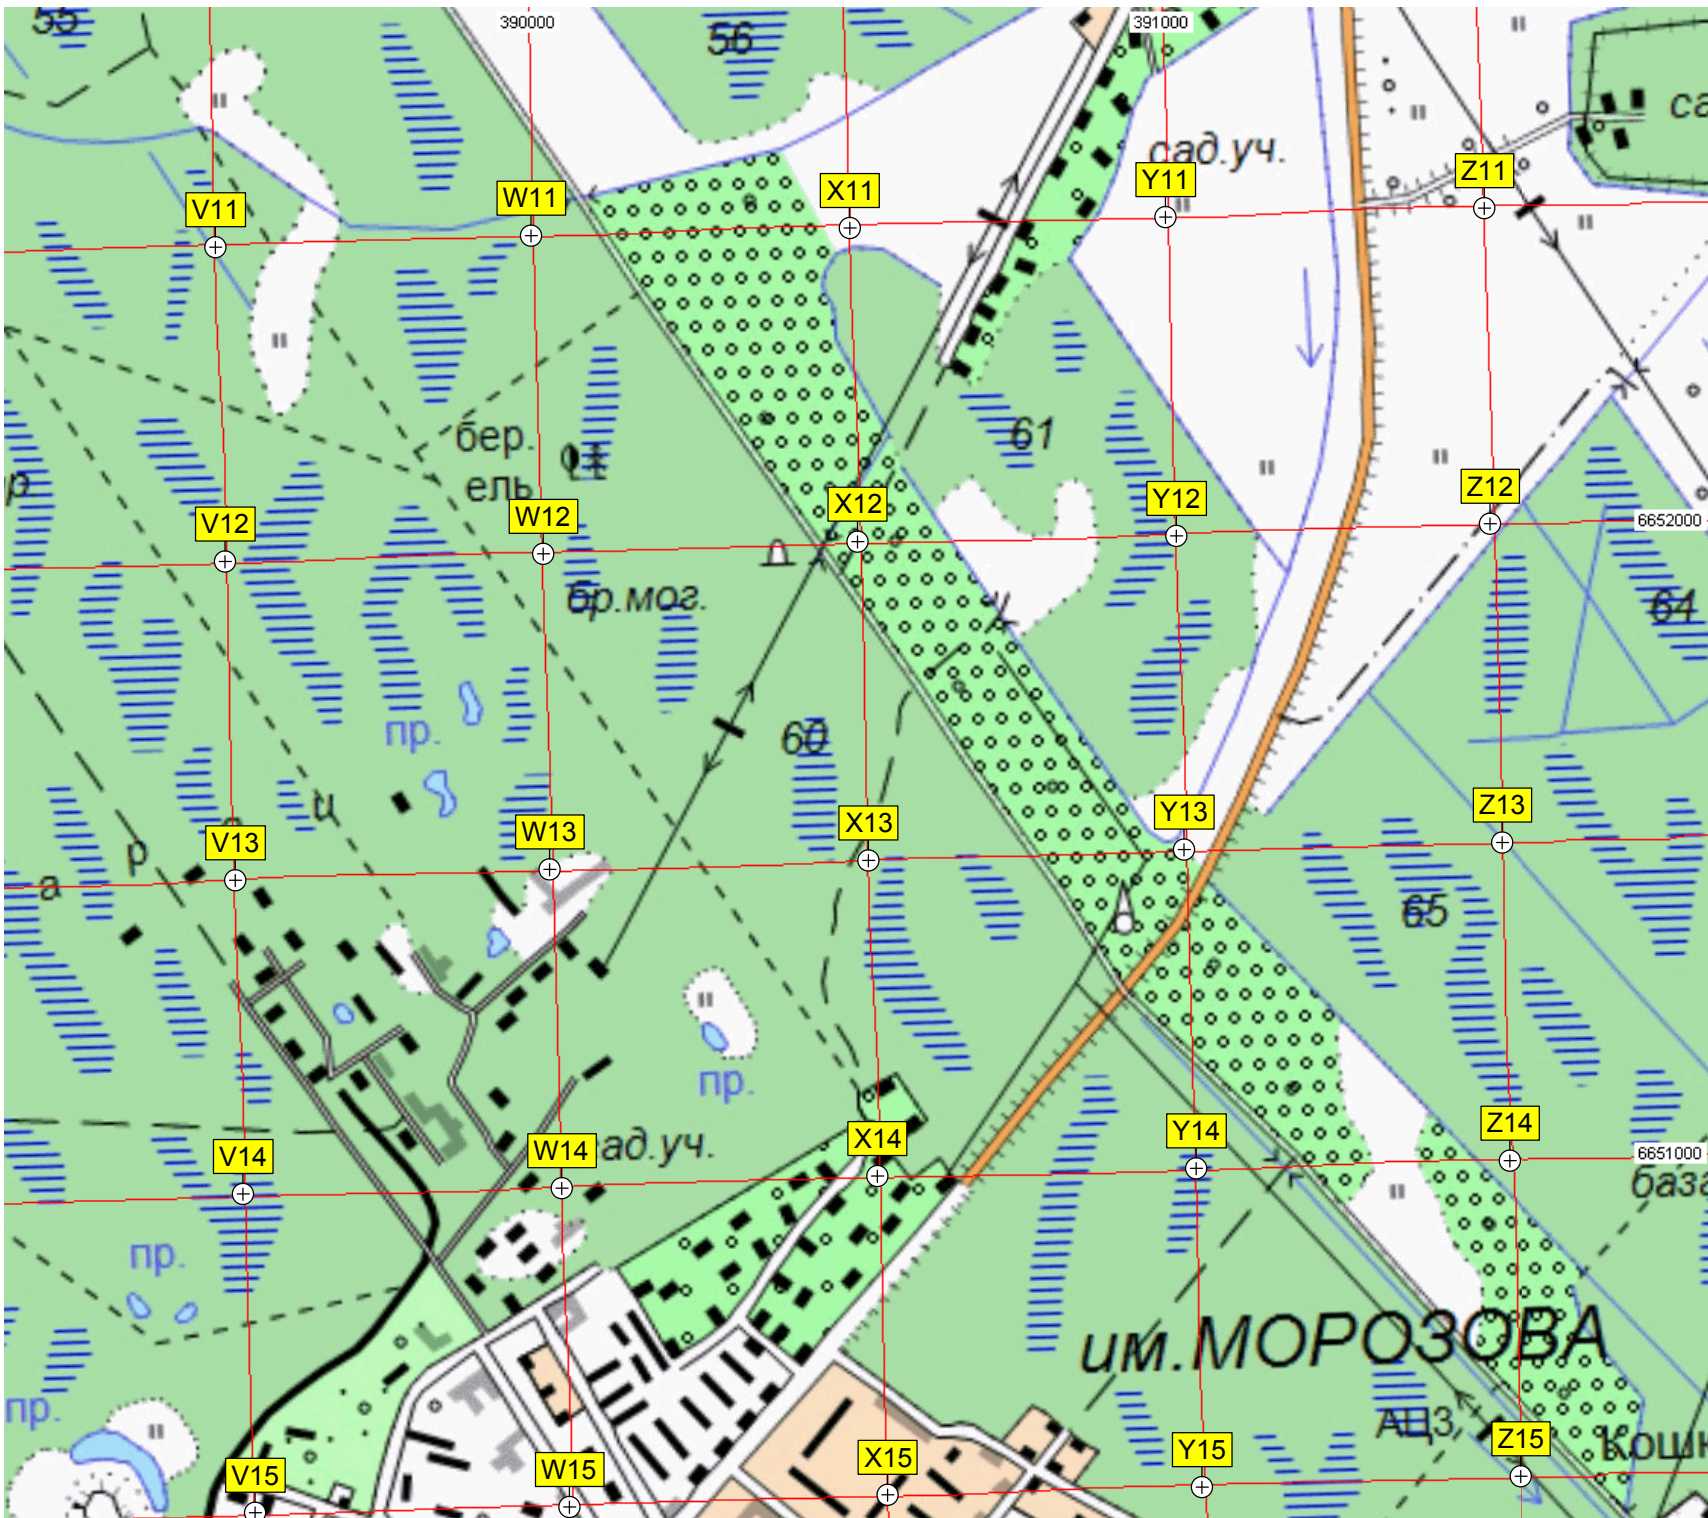 55
390000
56
391000
са
сад.уч.
V11
W11
X11
Y11
Z11
61
бер.
ель
р.
V12
W12
X12
Y12
Z12
6652000
бр.мог.
64
60
пр.
и
р
а
V13
W13
X13
Y13
Z13
65
пр.
ад.уч.
V14
W14
X14
Y14
Z14
6651000
база
пр.
им.МОРОЗОВА
пр.
АЦЗ
кошк
V15
W15
X15
Y15
Z15